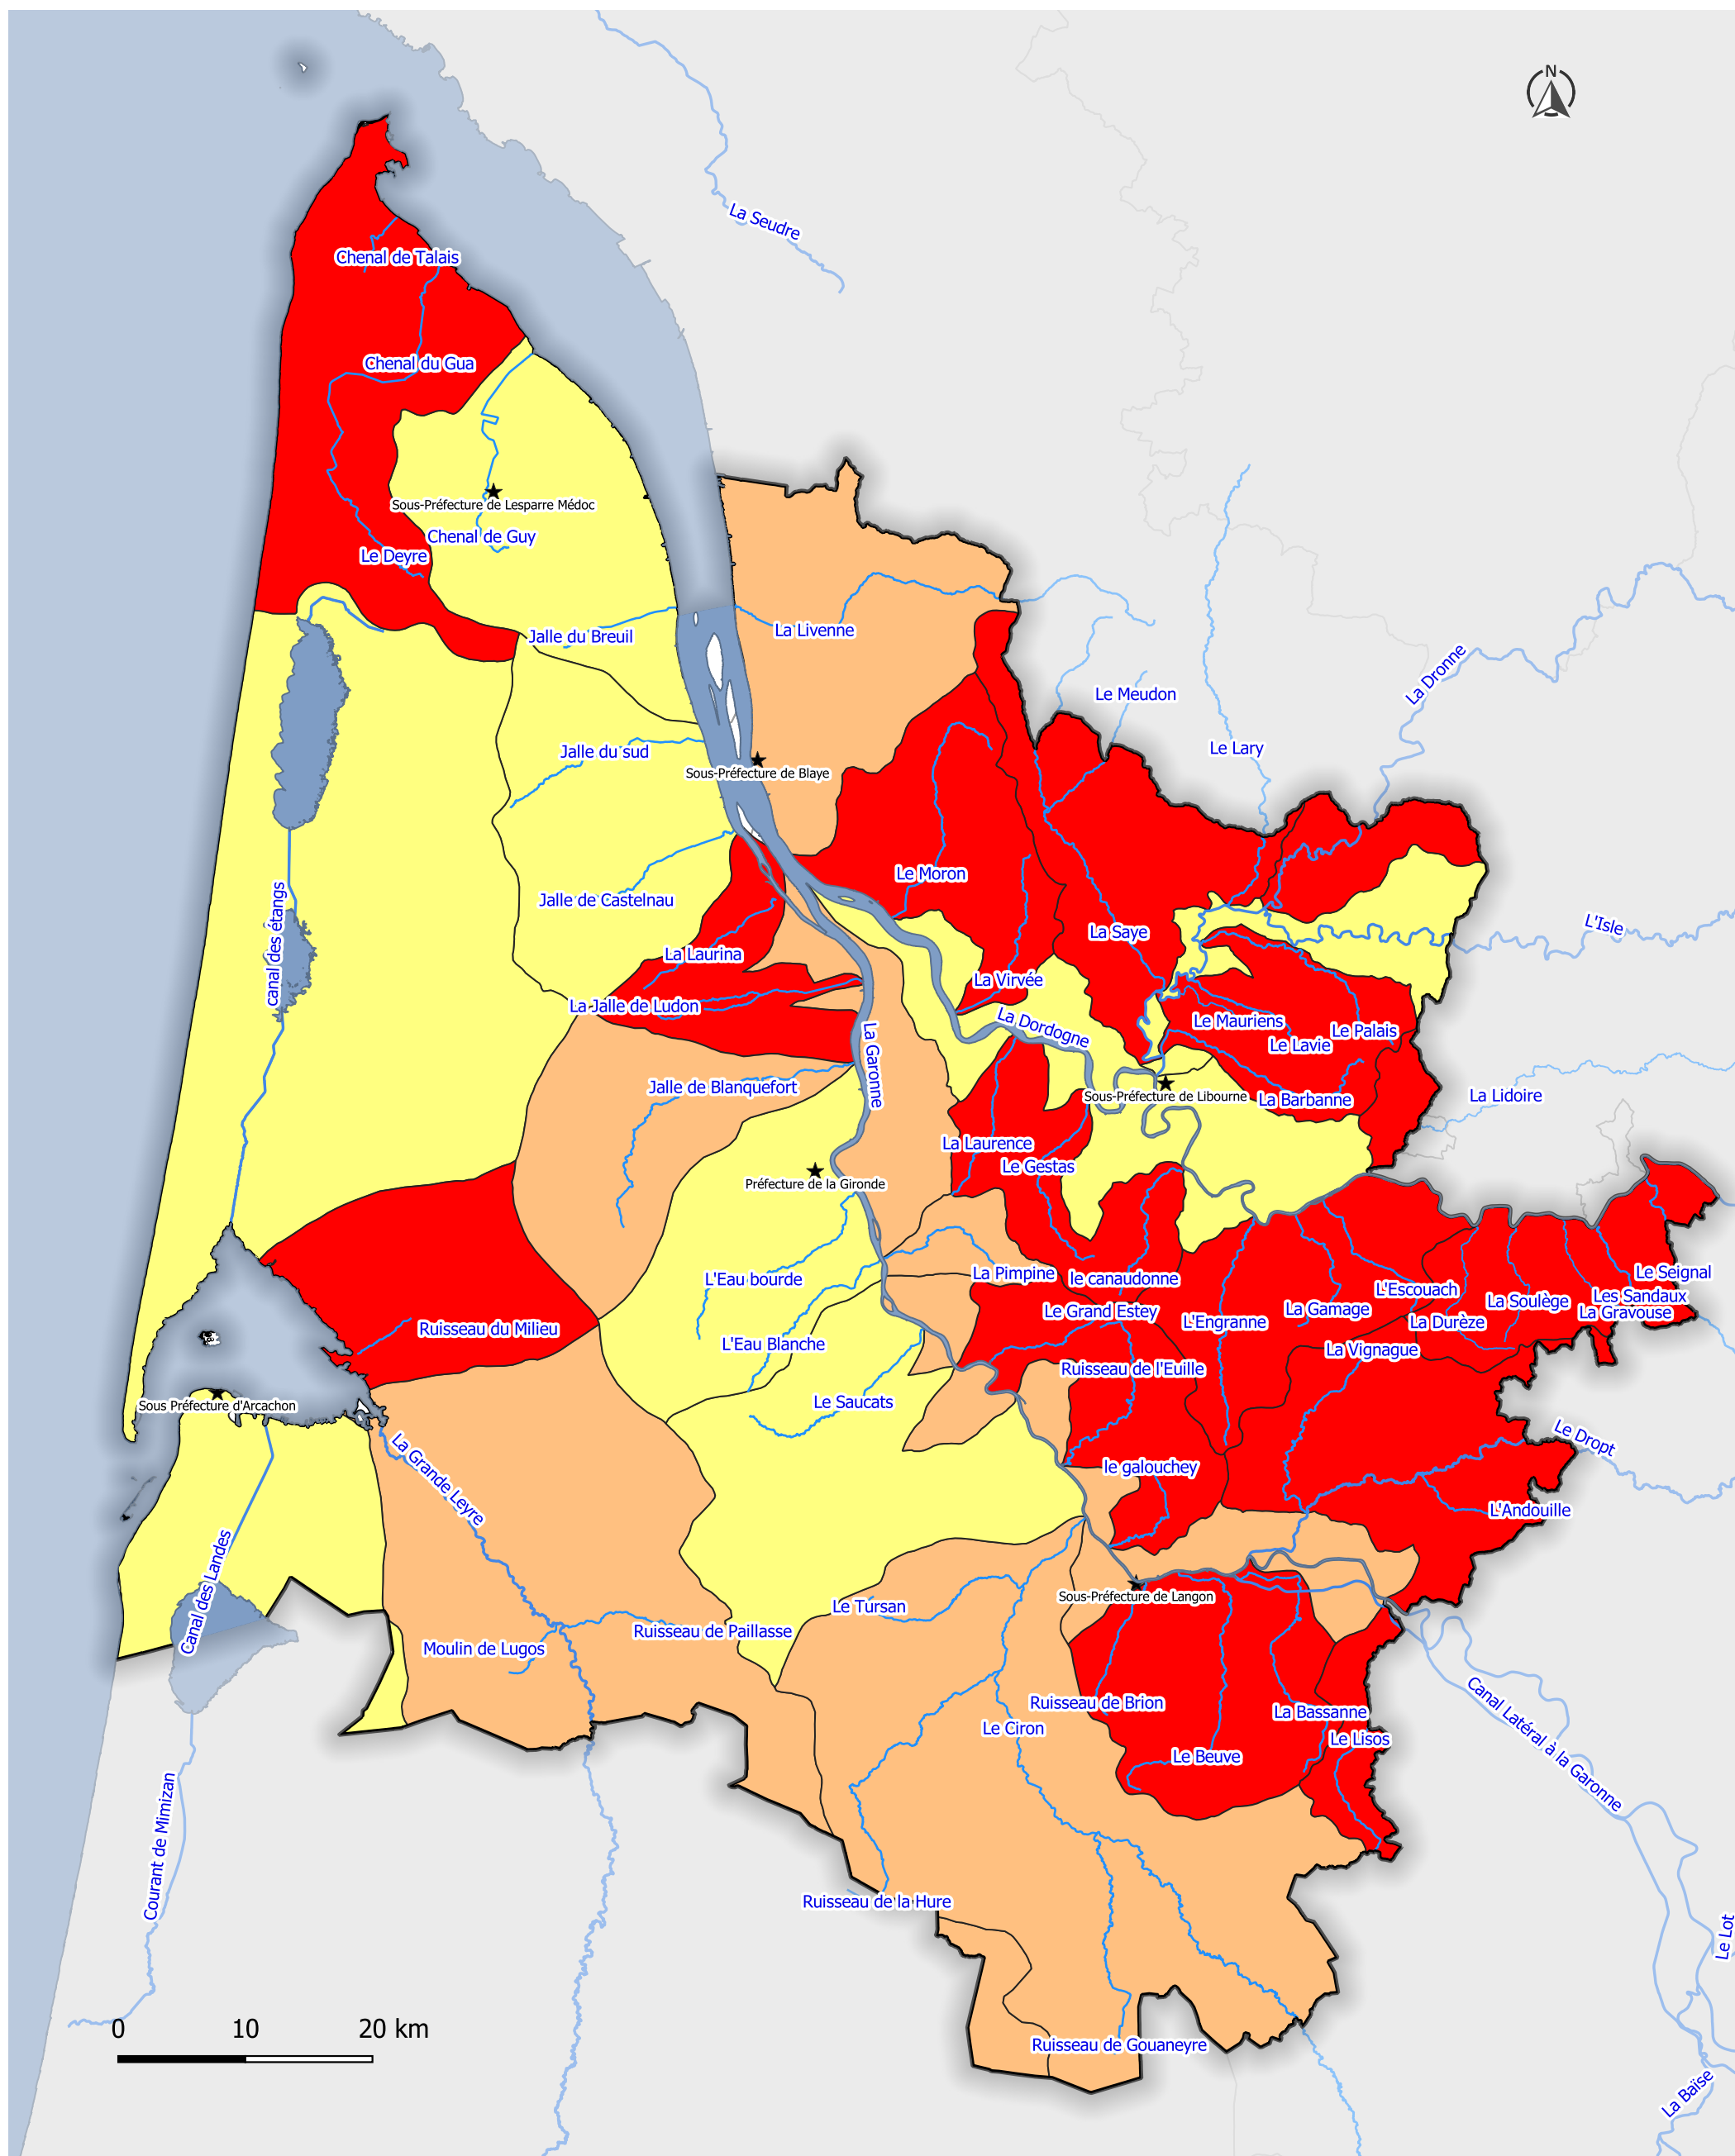 N
La Seudre
Chenal de Talais
Chenal du Gua
Sous-Préfecture de Lesparre Médoc
Chenal de Guy
Le Deyre
Jalle du Breuil
La Livenne
La Dronne
Le Meudon
Le Lary
Jalle du sud
Sous-Préfecture de Blaye
Le Moron
Jalle de Castelnau
canal des étangs
La Saye
L'Isle
La Laurina
La Virvée
La Jalle de Ludon
La Dordogne
Le Mauriens
Le Palais
Le Lavie
La Garonne
Jalle de Blanquefort
Sous-Préfecture de Libourne
La Barbanne
La Lidoire
La Laurence
Le Gestas
Préfecture de la Gironde
L'Eau bourde
La Pimpine
le canaudonne
Le Seignal
L'Escouach
La Soulège
Les Sandaux
Le Grand Estey
La Gamage
La Gravouse
L'Engranne
La Durèze
Ruisseau du Milieu
L'Eau Blanche
La Vignague
Ruisseau de l'Euille
Sous Préfecture d'Arcachon
Le Saucats
Le Dropt
La Grande Leyre
le galouchey
L'Andouille
Canal des Landes
Sous-Préfecture de Langon
Le Tursan
Ruisseau de Paillasse
Moulin de Lugos
Ruisseau de Brion
La Bassanne
Le Ciron
Le Lisos
Le Beuve
Canal Latéral à la Garonne
Courant de Mimizan
Ruisseau de la Hure
Le Lot
0 10 20 km
Ruisseau de Gouaneyre
La Baïse